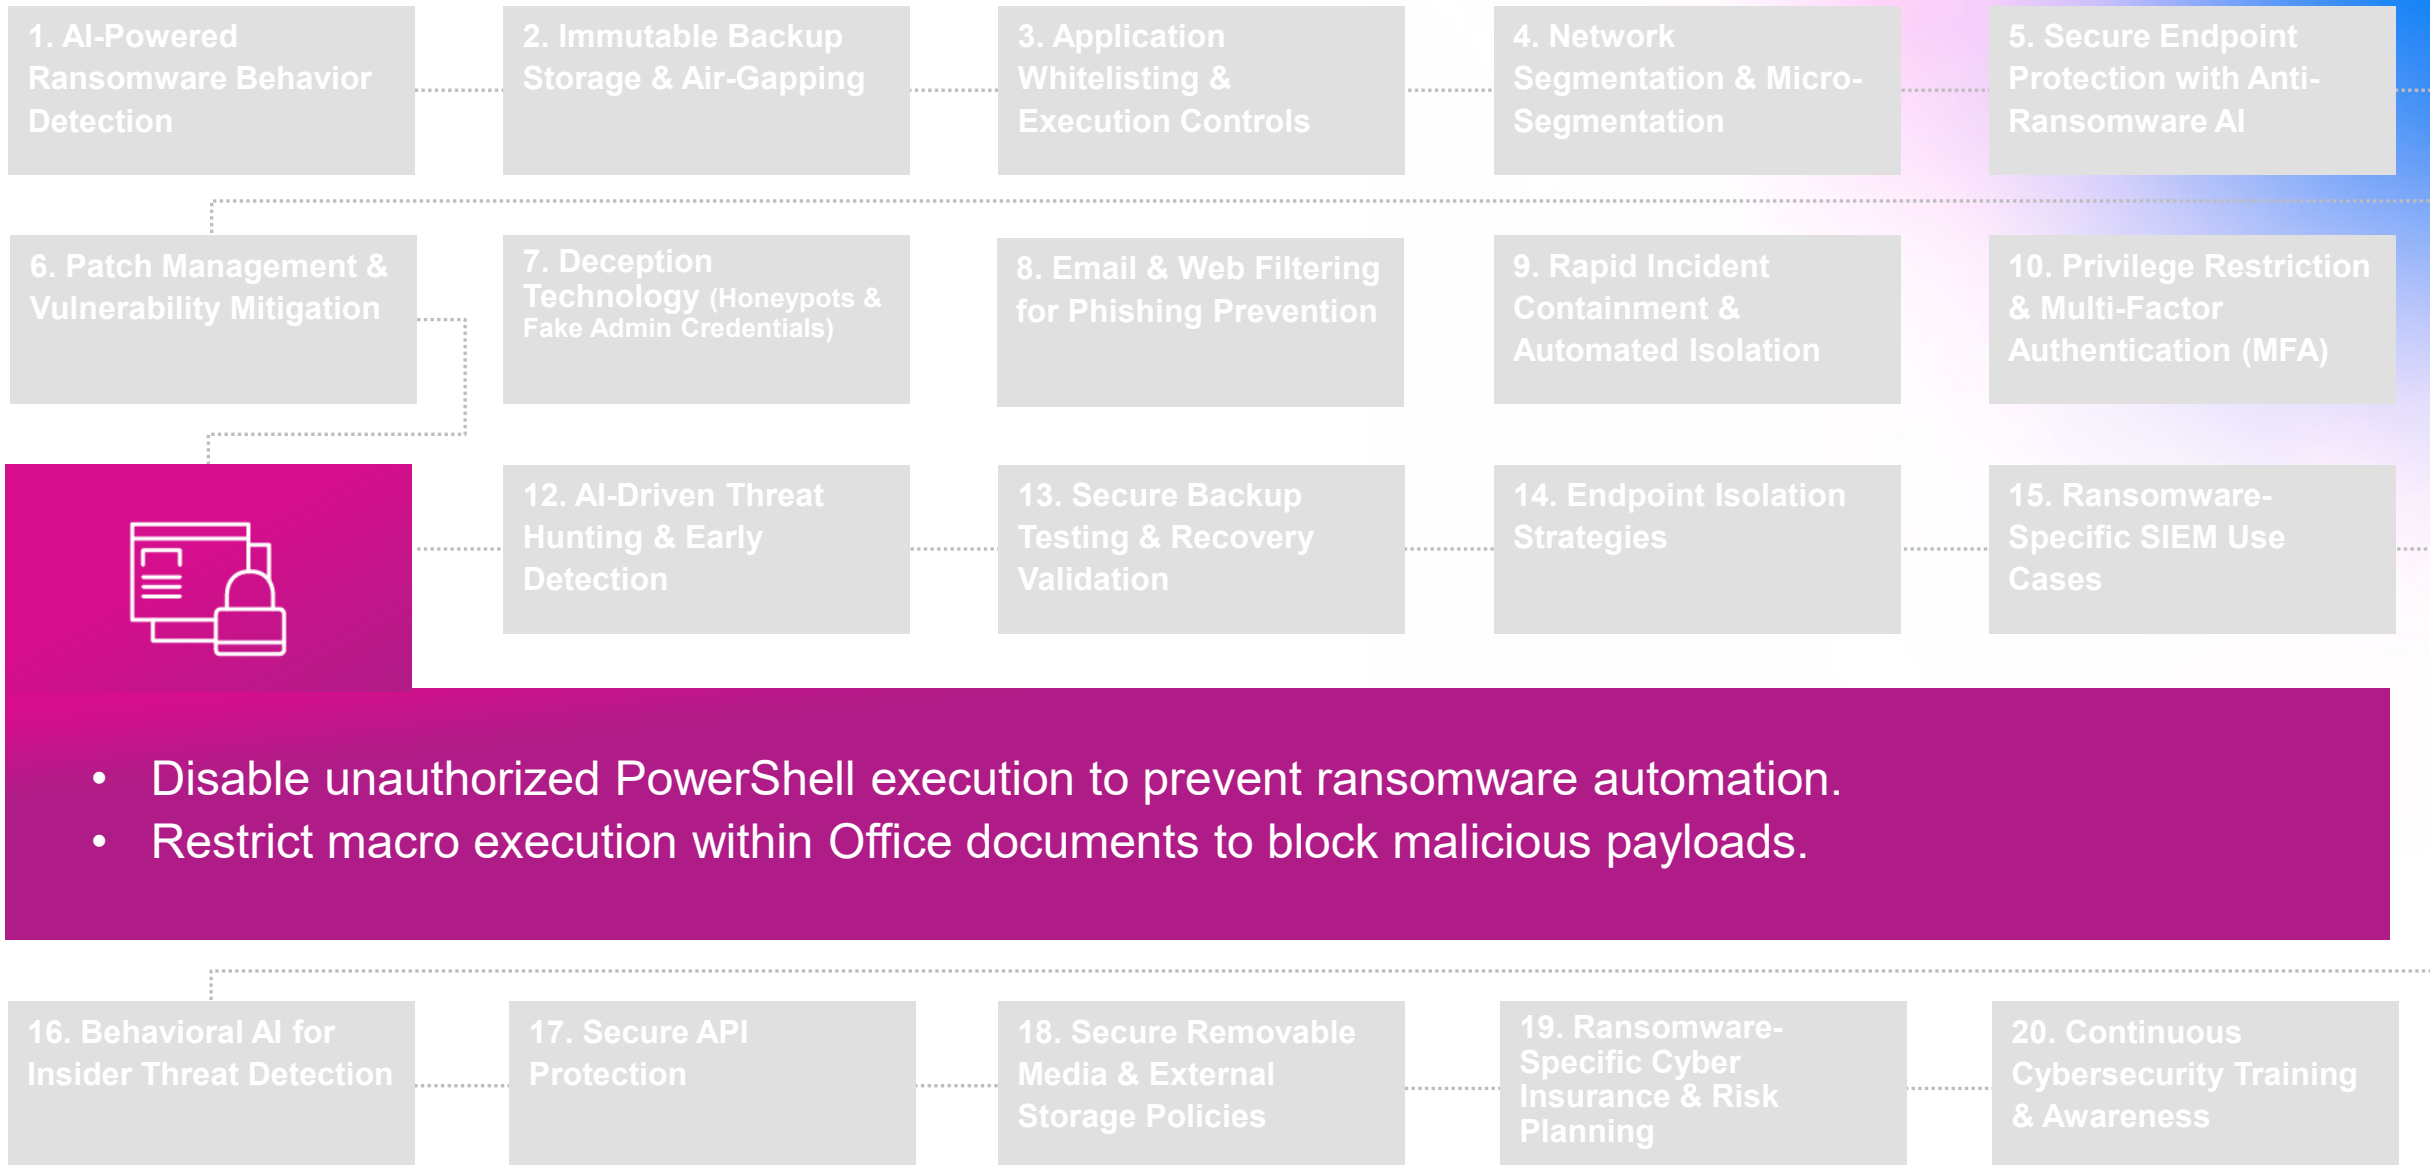 1. AI-Powered
Ransomware Behavior
Detection
2. Immutable Backup
Storage & Air-Gapping
3. Application
Whitelisting &
Execution Controls
4. Network
Segmentation & Micro-
Segmentation
5. Secure Endpoint
Protection with Anti-
Ransomware AI
6. Patch Management &
Vulnerability Mitigation
7. Deception
Technology (Honeypots &
Fake Admin Credentials)
8. Email & Web Filtering
for Phishing Prevention
9. Rapid Incident
Containment &
Automated Isolation
10. Privilege Restriction
& Multi-Factor
Authentication (MFA)
12. AI-Driven Threat
Hunting & Early
Detection
13. Secure Backup
Testing & Recovery
Validation
14. Endpoint Isolation
Strategies
15. Ransomware-
Specific SIEM Use
Cases
• Disable unauthorized PowerShell execution to prevent ransomware automation.
• Restrict macro execution within Office documents to block malicious payloads.
16. Behavioral AI for
Insider Threat Detection
17. Secure API
Protection
18. Secure Removable
Media & External
Storage Policies
19. Ransomware-
Specific Cyber
Insurance & Risk
Planning
20. Continuous
Cybersecurity Training
& Awareness